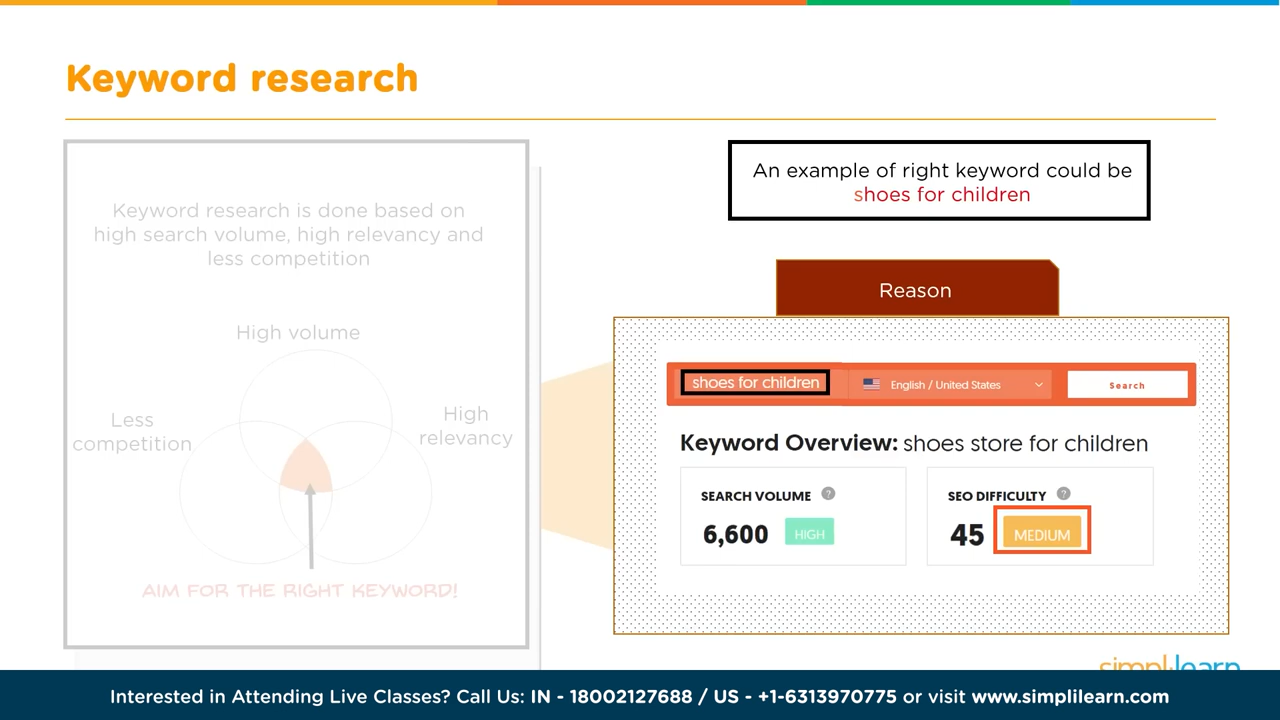 Keyword research
Keyword research is done based on
high search volume, high relevancy and
less competition
High volume
Less
competition
High
relevancy
AIM FOR THE RIGHT KEYWORD!
An example of right keyword could be
shoes for children
Reason
shoes for children
English / United States
Search
Keyword Overview: shoes store for children
SEARCH VOLUME ?
6,600 HIGH
SEO DIFFICULTY ?
45 MEDIUM
simplilearn
Interested in Attending Live Classes? Call Us: IN - 18002127688 / US - +1-6313970775 or visit www.simplilearn.com